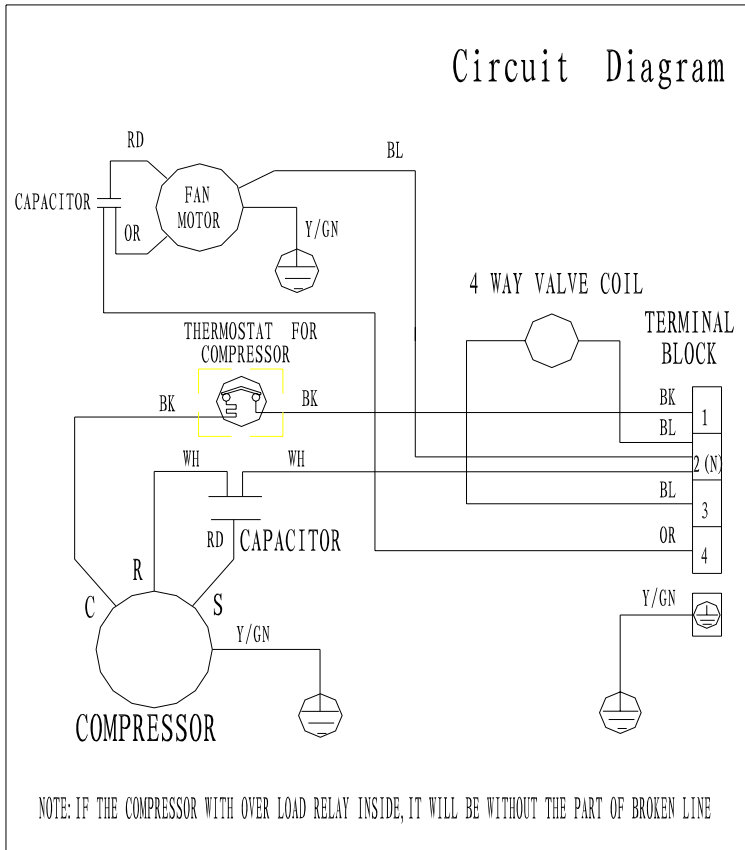 Circuit Diagram
RD
BL
CAPACITOR
FAN
MOTOR
OR
Y/GN
4 WAY VALVE COIL
THERMOSTAT FOR
COMPRESSOR
TERMINAL
BLOCK
BK
BK
BK
1
BL
2(N)
WH
WH
BL
3
RD
CAPACITOR
OR
4
R
C
S
Y/GN
Y/GN
COMPRESSOR
NOTE: IF THE COMPRESSOR WITH OVER LOAD RELAY INSIDE, IT WILL BE WITHOUT THE PART OF BROKEN LINE